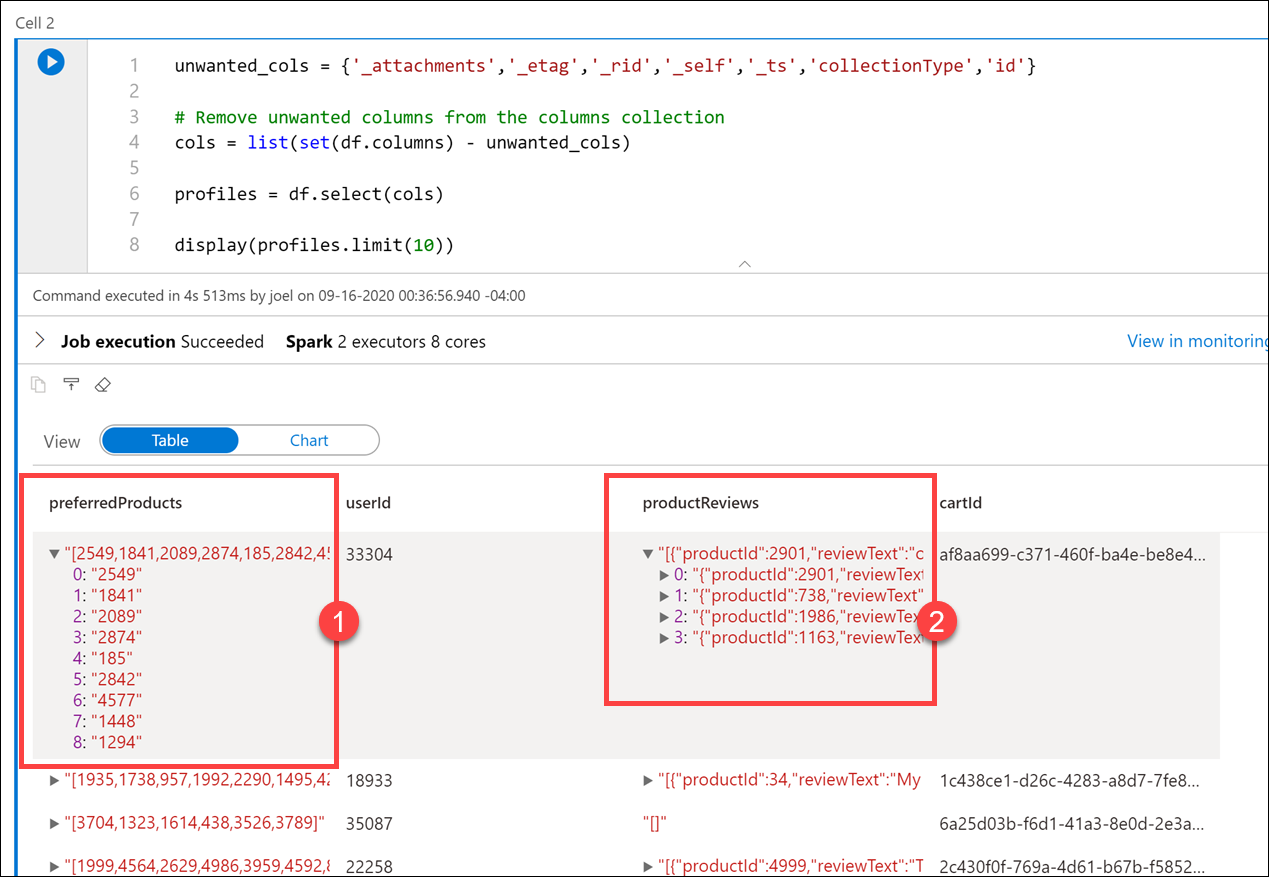 Cell 2
1 unwanted_cols = {'_attachments','_etag','_rid','_self','_ts','collectionType','id'}
2
3 # Remove unwanted columns from the columns collection
4 cols = list(set(df.columns) - unwanted_cols)
5
6 profiles = df.select(cols)
7
8 display(profiles.limit(10))
Command executed in 4s 513ms by joel on 09-16-2020 00:36:56.940 -04:00
Job execution Succeeded Spark 2 executors 8 cores View in monitoring
View Table Chart
preferredProducts userId productReviews cartId
"[2549,1841,2089,2874,185,2842,45 33304 "[{"productId":2901,"reviewText":"c af8aa699-c371-460f-ba4e-be8e4...
0: "2549" 0: "{"productId":2901,"reviewTex
1: "1841" 1: "{"productId":738,"reviewText"
2: "2089" 2: "{"productId":1986,"reviewTex
3: "2874" 3: "{"productId":1163,"reviewTex
1 2
4: "185"
5: "2842"
6: "4577"
7: "1448"
8: "1294"
"[1935,1738,957,1992,2290,1495,42 18933 "[{"productId":34,"reviewText":"My 1c438ce1-d26c-4283-a8d7-7fe8...
"[3704,1323,1614,438,3526,3789]" 35087 "[]" 6a25d03b-f6d1-41a3-8e0d-2e3a...
"[1999,4564,2629,4986,3959,4592,8 22258 "[{"productId":4999,"reviewText":"T 2c430f0f-769a-4d61-b67b-f5852...